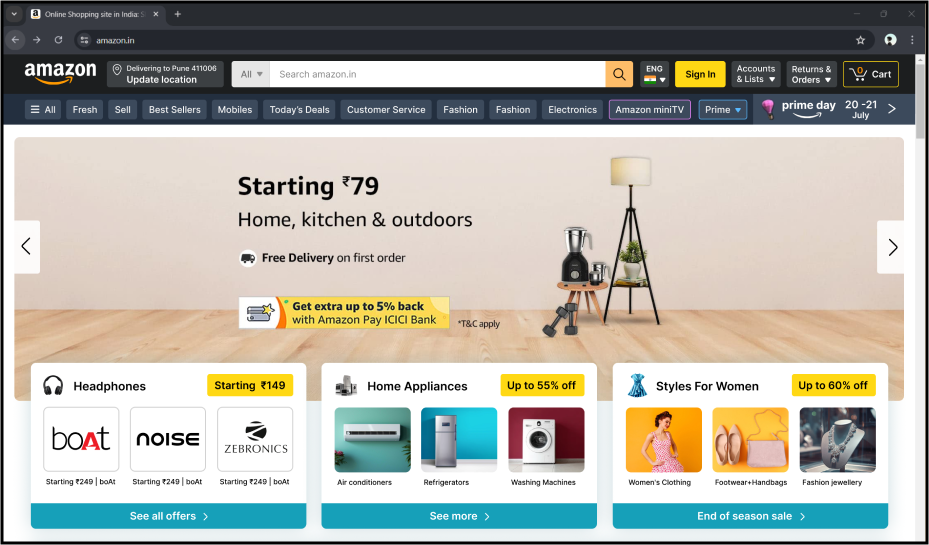 a Online Shopping site in India: S
amazon.in
amazon
Delivering to Pune 411006
Update location
All
Search amazon.in
ENG
Sign In
Accounts
& Lists
Returns &
Orders
0
Cart
All
Fresh
Sell
Best Sellers
Mobiles
Today's Deals
Customer Service
Fashion
Fashion
Electronics
Amazon miniTV
Prime
prime day
20 -21
July
Starting ₹79
Home, kitchen & outdoors
Free Delivery on first order
Get extra up to 5% back
with Amazon Pay ICICI Bank
*T&C apply
Headphones
Starting ₹149
boAt
noise
ZEBRONICS
Starting ₹249 | boAt
Starting ₹249 | boAt
Starting ₹249 | boAt
See all offers
Home Appliances
Up to 55% off
Air conditioners
Refrigerators
Washing Machines
See more
Styles For Women
Up to 60% off
Women's Clothing
Footwear+Handbags
Fashion jewellery
End of season sale